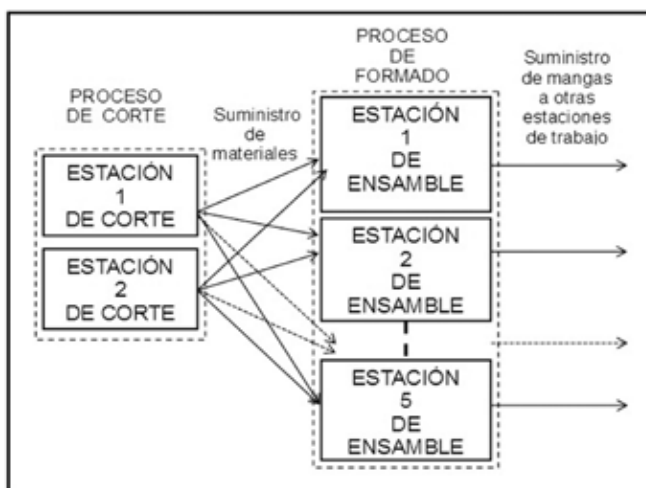 PROCESO
DE CORTE
ESTACIÓN
1
DE CORTE
ESTACIÓN
2
DE CORTE
Suministro
de
materiales
PROCESO
DE
FORMADO
ESTACIÓN
1
DE
ENSAMBLE
ESTACIÓN
2
DE
ENSAMBLE
ESTACIÓN
5
DE
ENSAMBLE
Suministro
de mangas
a otras
estaciones
de trabajo